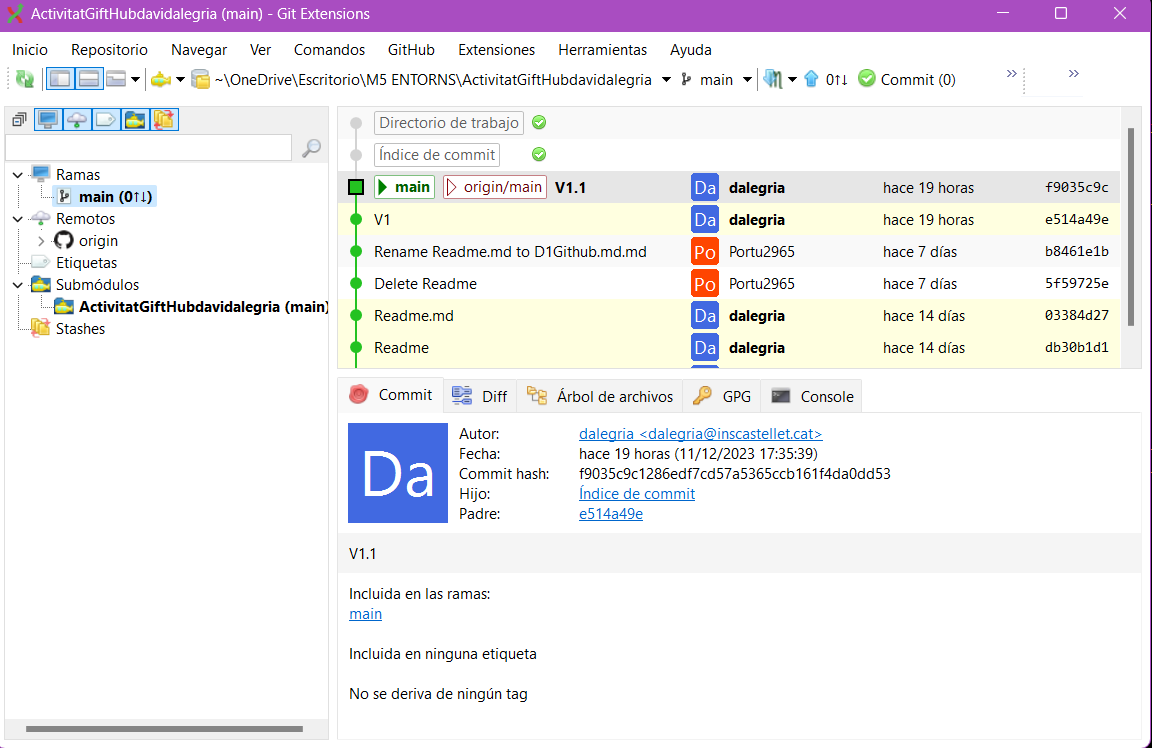 ActivitatGiftHubdavidalegria (main) - Git Extensions
Inicio Repositorio Navegar Ver Comandos GitHub Extensiones Herramientas Ayuda
~\OneDrive\Escritorio\M5 ENTORNS\ActivitatGiftHubdavidalegria main 0↑↓ Commit (0) » »
Ramas
main (0↑↓)
Remotos
origin
Etiquetas
Submódulos
ActivitatGiftHubdavidalegria (main)
Stashes
Directorio de trabajo
Índice de commit
main origin/main V1.1 Da dalegria hace 19 horas f9035c9c
V1 Da dalegria hace 19 horas e514a49e
Rename Readme.md to D1Github.md.md Po Portu2965 hace 7 días b8461e1b
Delete Readme Po Portu2965 hace 7 días 5f59725e
Readme.md Da dalegria hace 14 días 03384d27
Readme Da dalegria hace 14 días db30b1d1
Commit Diff Árbol de archivos GPG Console
Da
Autor: dalegria <dalegria@inscastellet.cat>
Fecha: hace 19 horas (11/12/2023 17:35:39)
Commit hash: f9035c9c1286edf7cd57a5365ccb161f4da0dd53
Hijo: Índice de commit
Padre: e514a49e
V1.1
Incluida en las ramas:
main
Incluida en ninguna etiqueta
No se deriva de ningún tag